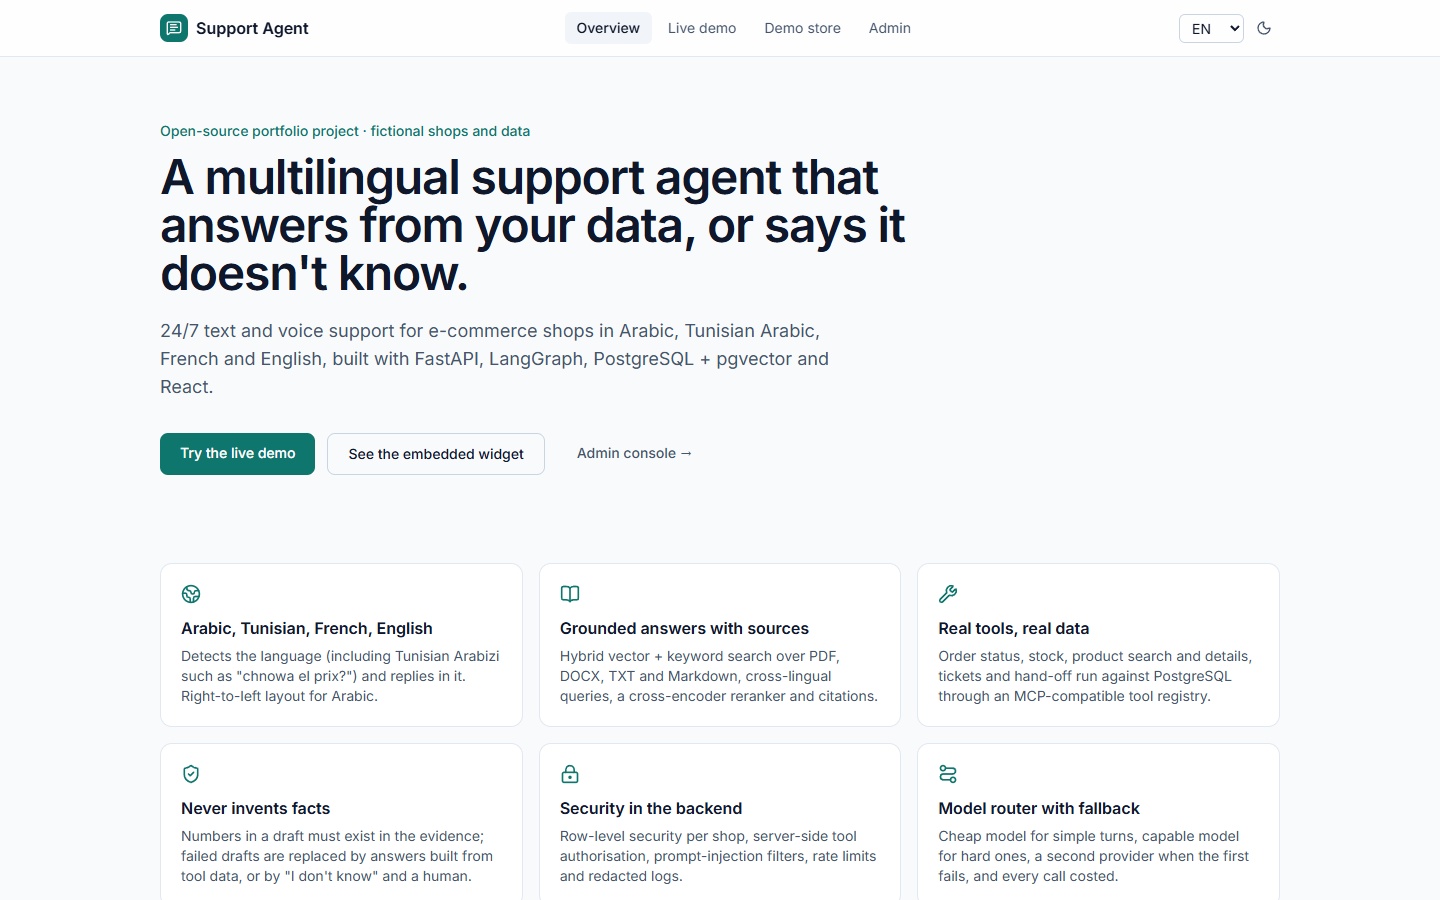 Support Agent
Overview
Live demo
Demo store
Admin
EN
Open-source portfolio project · fictional shops and data
A multilingual support agent that
answers from your data, or says it
doesn't know.
24/7 text and voice support for e-commerce shops in Arabic, Tunisian Arabic,
French and English, built with FastAPI, LangGraph, PostgreSQL + pgvector and
React.
Try the live demo
See the embedded widget
Admin console →
Arabic, Tunisian, French, English
Detects the language (including Tunisian Arabizi
such as "chnowa el prix?") and replies in it.
Right-to-left layout for Arabic.
Grounded answers with sources
Hybrid vector + keyword search over PDF,
DOCX, TXT and Markdown, cross-lingual
queries, a cross-encoder reranker and citations.
Real tools, real data
Order status, stock, product search and details,
tickets and hand-off run against PostgreSQL
through an MCP-compatible tool registry.
Never invents facts
Numbers in a draft must exist in the evidence;
failed drafts are replaced by answers built from
tool data, or by "I don't know" and a human.
Security in the backend
Row-level security per shop, server-side tool
authorisation, prompt-injection filters, rate limits
and redacted logs.
Model router with fallback
Cheap model for simple turns, capable model
for hard ones, a second provider when the first
fails, and every call costed.